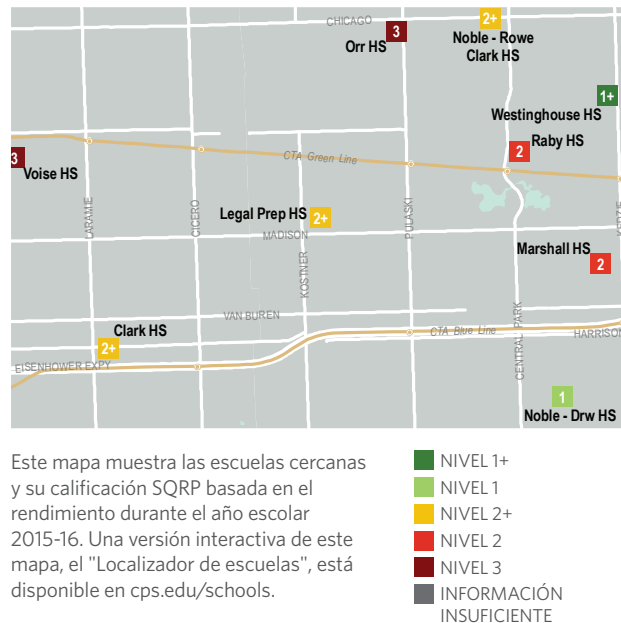 CHICAGO
3
Orr HS
2+
Noble - Rowe
Clark HS
1+
Westinghouse HS
2
Raby HS
CTA Green Line
3
Voise HS
LARAMIE
CICERO
Legal Prep HS
2+
MADISON
KOSTNER
PULASKI
Marshall HS
2
VAN BUREN
Clark HS
2+
CTA Blue Line
HARRISON
EISENHOWER EXPY
CENTRAL PARK
1
Noble - Drw HS
Este mapa muestra las escuelas cercanas
y su calificación SQRP basada en el
rendimiento durante el año escolar
2015-16. Una versión interactiva de este
mapa, el "Localizador de escuelas", está
disponible en cps.edu/schools.
NIVEL 1+
NIVEL 1
NIVEL 2+
NIVEL 2
NIVEL 3
INFORMACIÓN
INSUFICIENTE